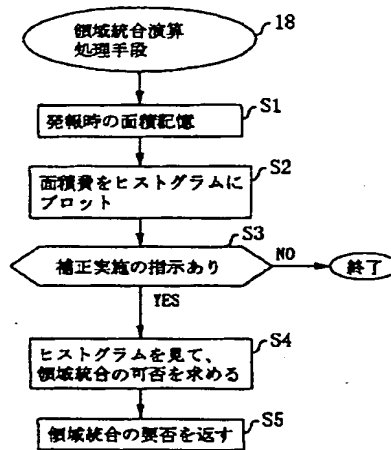 領域統合演算
処理手段
18
S1
発報時の面積記憶
S2
面積費をヒストグラムに
プロット
S3
補正実施の指示あり
NO
終了
YES
S4
ヒストグラムを見て、
領域統合の可否を求める
S5
領域統合の要否を返す